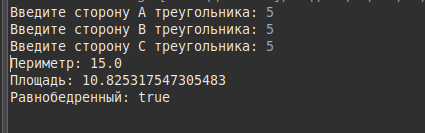 Введите сторону A треугольника: 5
Введите сторону B треугольника: 5
Введите сторону C треугольника: 5
Периметр: 15.0
Площадь: 10.825317547305483
Равнобедренный: true